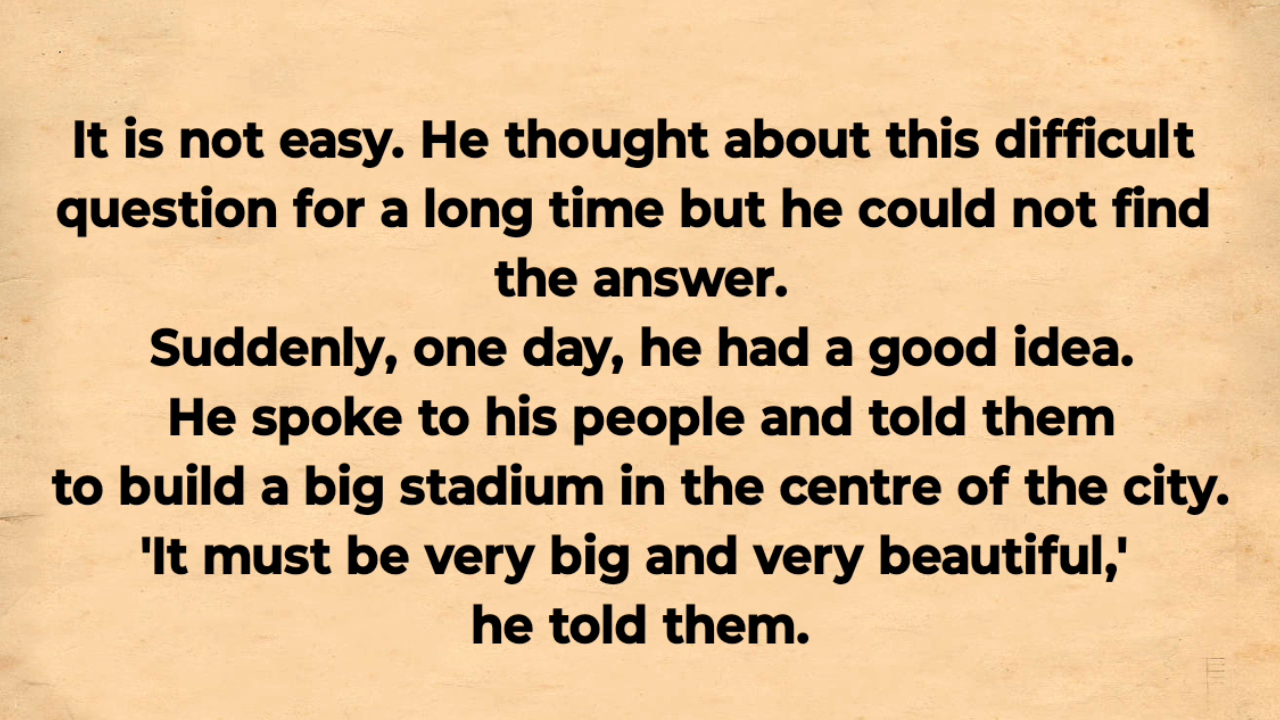 It is not easy. He thought about this difficult
question for a long time but he could not find
the answer.
Suddenly, one day, he had a good idea.
He spoke to his people and told them
to build a big stadium in the centre of the city.
'It must be very big and very beautiful,'
he told them.